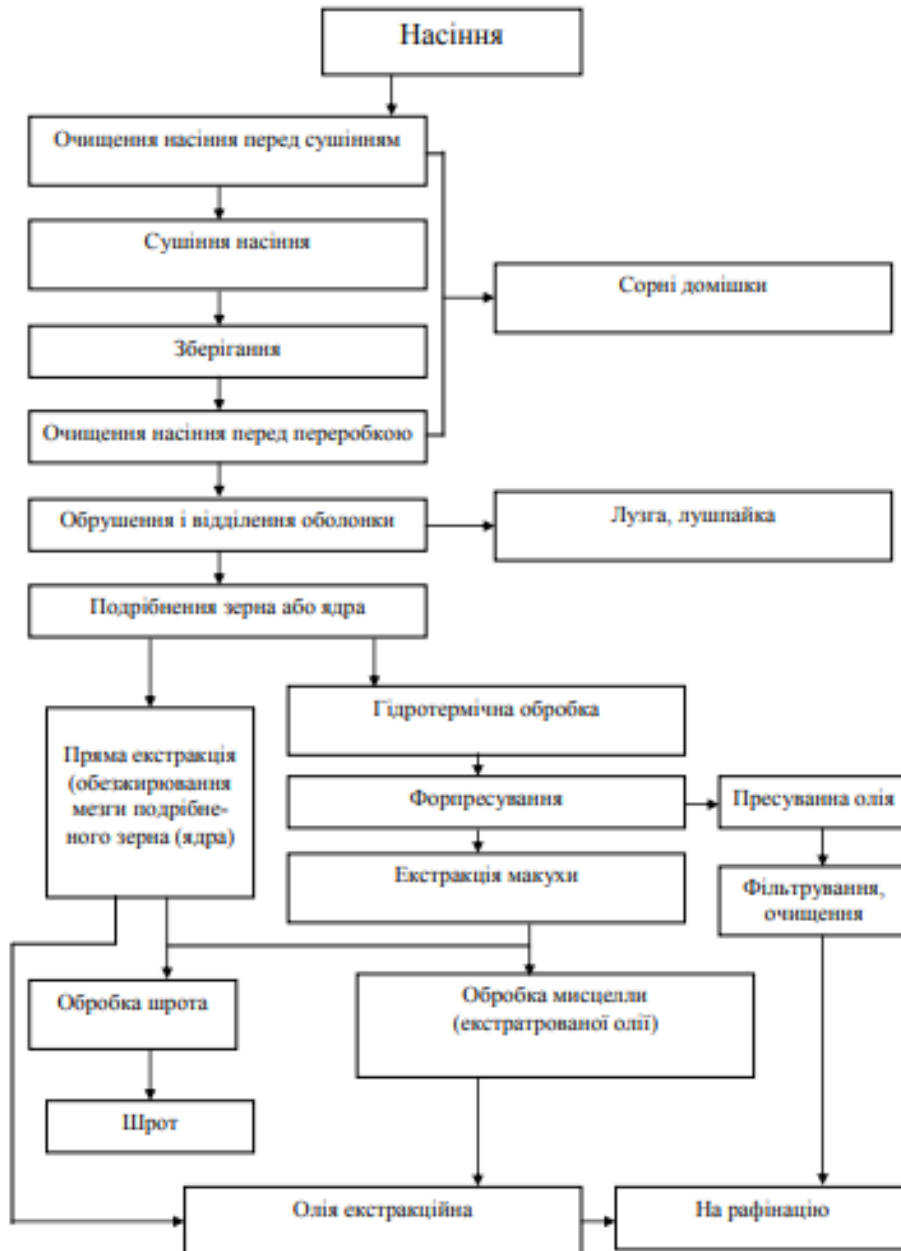 Насіння
Очищення насіння перед сушінням
Сушіння насіння
Сорні домішки
Зберігання
Очищення насіння перед переробкою
Обрушення і відділення оболонки
Лузга, лушпайка
Подрібнення зерна або ядра
Гідротермічна обробка
Пряма екстракція
(обезжирювання
мезги подрібне-
ного зерна (ядра)
Форпресування
Пресуванна олія
Екстракція макухи
Фільтрування,
очищення
Обробка шрота
Обробка мисцелли
(екстратрованої олії)
Шрот
Олія екстракційна
На рафінацію